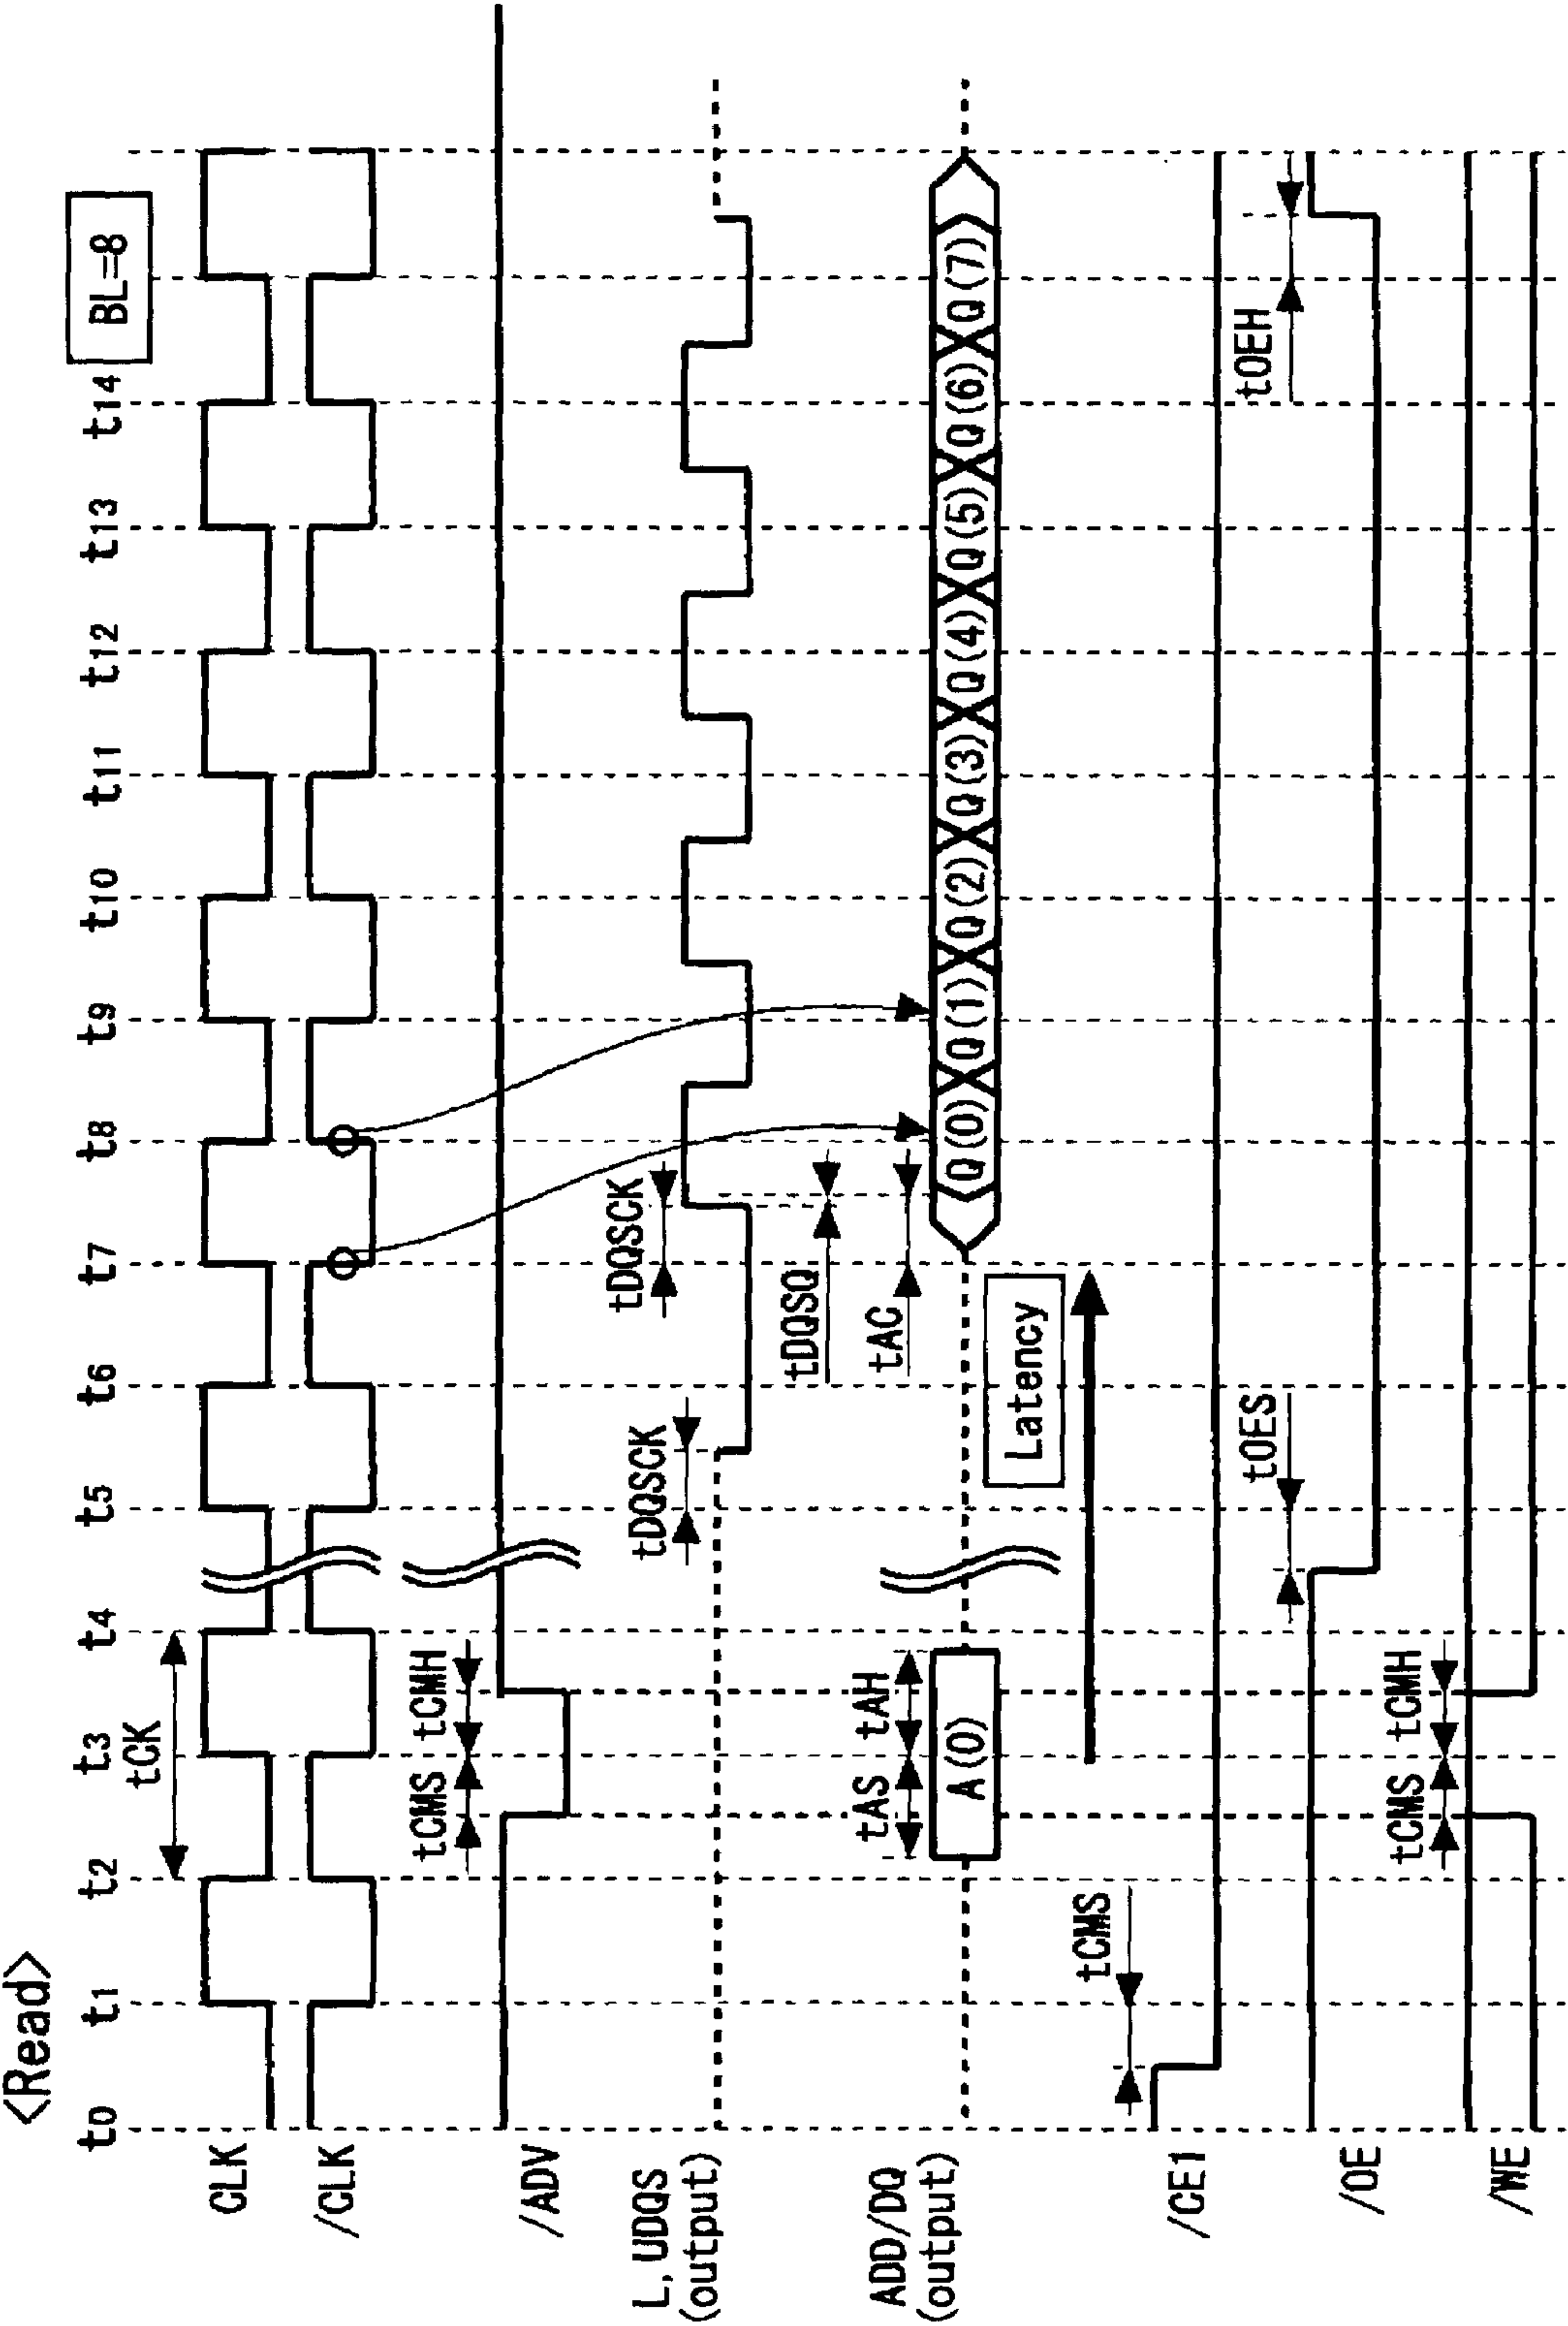 <Read>
BL=8
t0 t1 t2 t3 t4 t5 t6 t7 t8 t9 t10 t11 t12 t13 t14
tCK
CLK
/CLK
tCMS tCMH
/ADV
tDQSCK tDQSCK
L, UDQS
(output)
tDQSQ
tAS tAH tAC
ADD/DQ
(output)
A(0) Q(0) Q(1) Q(2) Q(3) Q(4) Q(5) Q(6) Q(7)
Latency
tCMS
/CE1
tOES tOEH
/OE
tCMS tCMH
/WE